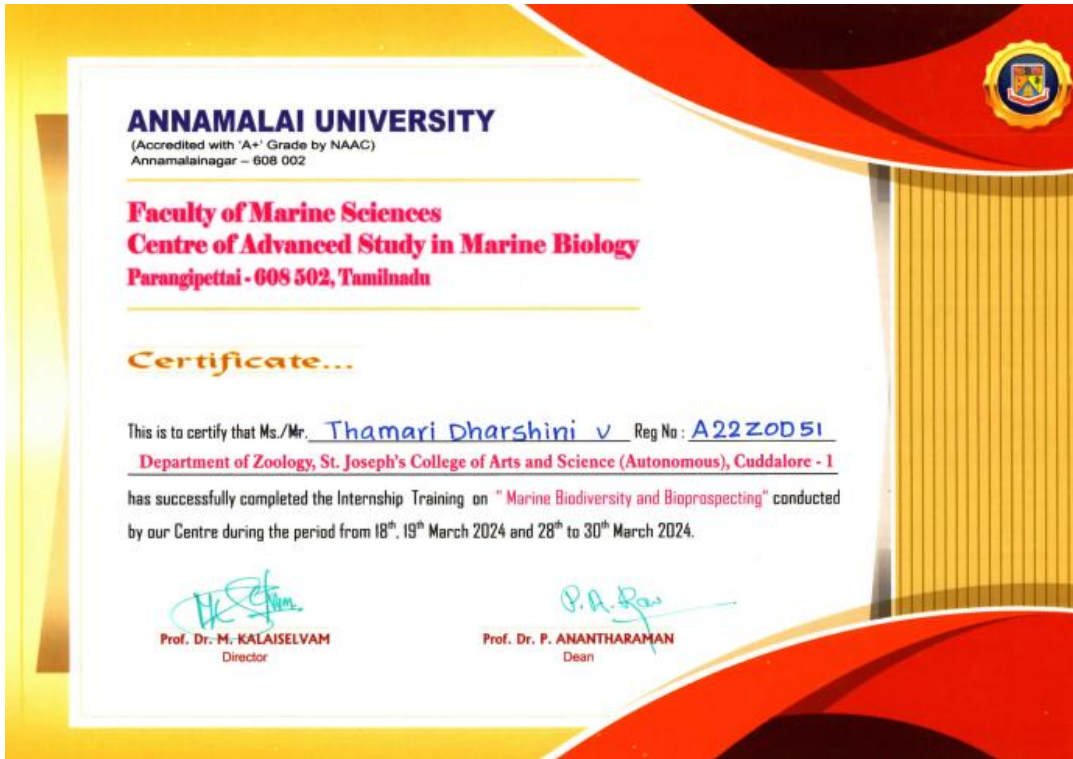 ANNAMALAI UNIVERSITY
(Accredited with 'A+' Grade by NAAC)
Annamalainagar – 608 002
Faculty of Marine Sciences
Centre of Advanced Study in Marine Biology
Parangipettai - 608 502, Tamilnadu
Certificate...
This is to certify that Ms./Mr. Thamari Dharshini V Reg No : A22ZOD51
Department of Zoology, St. Joseph's College of Arts and Science (Autonomous), Cuddalore - 1
has successfully completed the Internship Training on " Marine Biodiversity and Bioprospecting" conducted
by our Centre during the period from 18th, 19th March 2024 and 28th to 30th March 2024.
P. A. Rav
Prof. Dr. M. KALAISELVAM
Director
Prof. Dr. P. ANANTHARAMAN
Dean